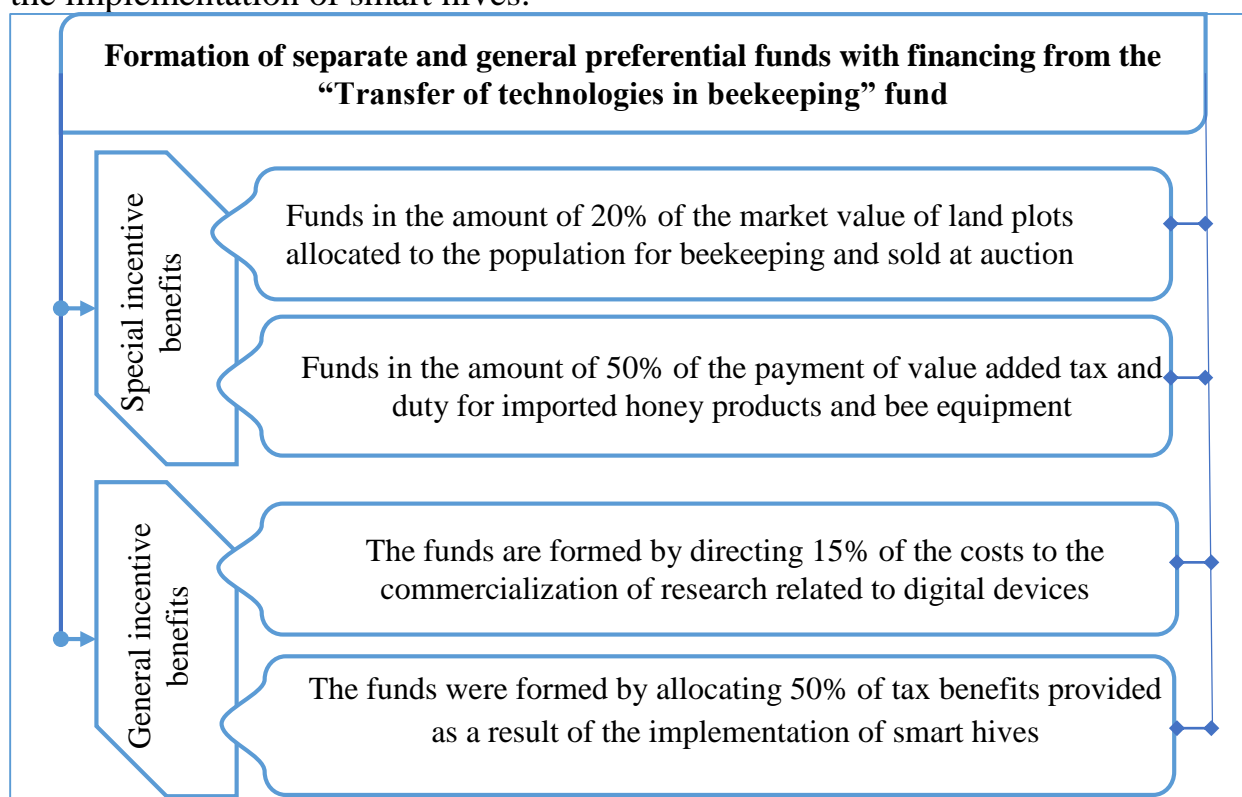 the implementation of smart hives.
Formation of separate and general preferential funds with financing from the
“Transfer of technologies in beekeeping” fund
Special incentive
benefits
Funds in the amount of 20% of the market value of land plots
allocated to the population for beekeeping and sold at auction
Funds in the amount of 50% of the payment of value added tax and
duty for imported honey products and bee equipment
General incentive
benefits
The funds are formed by directing 15% of the costs to the
commercialization of research related to digital devices
The funds were formed by allocating 50% of tax benefits provided
as a result of the implementation of smart hives